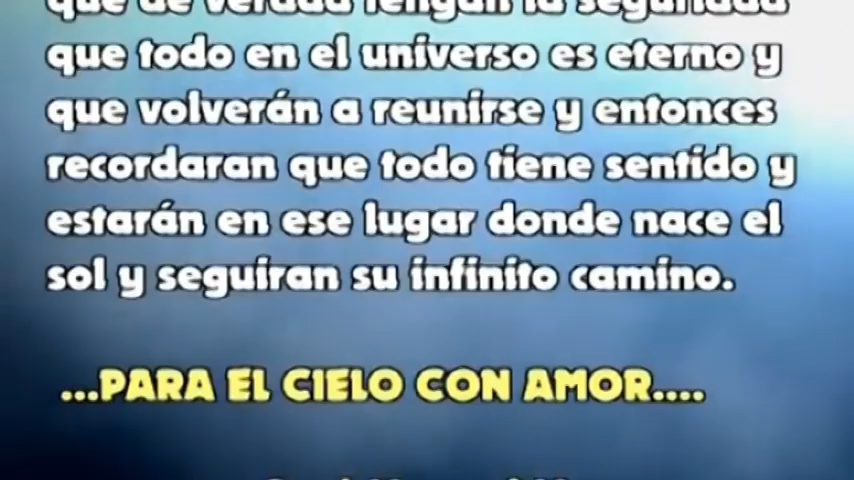 que de verdad tengan la seguridad
que todo en el universo es eterno y
que volverán a reunirse y entonces
recordaran que todo tiene sentido y
estarán en ese lugar donde nace el
sol y seguiran su infinito camino.
...PARA EL CIELO CON AMOR....